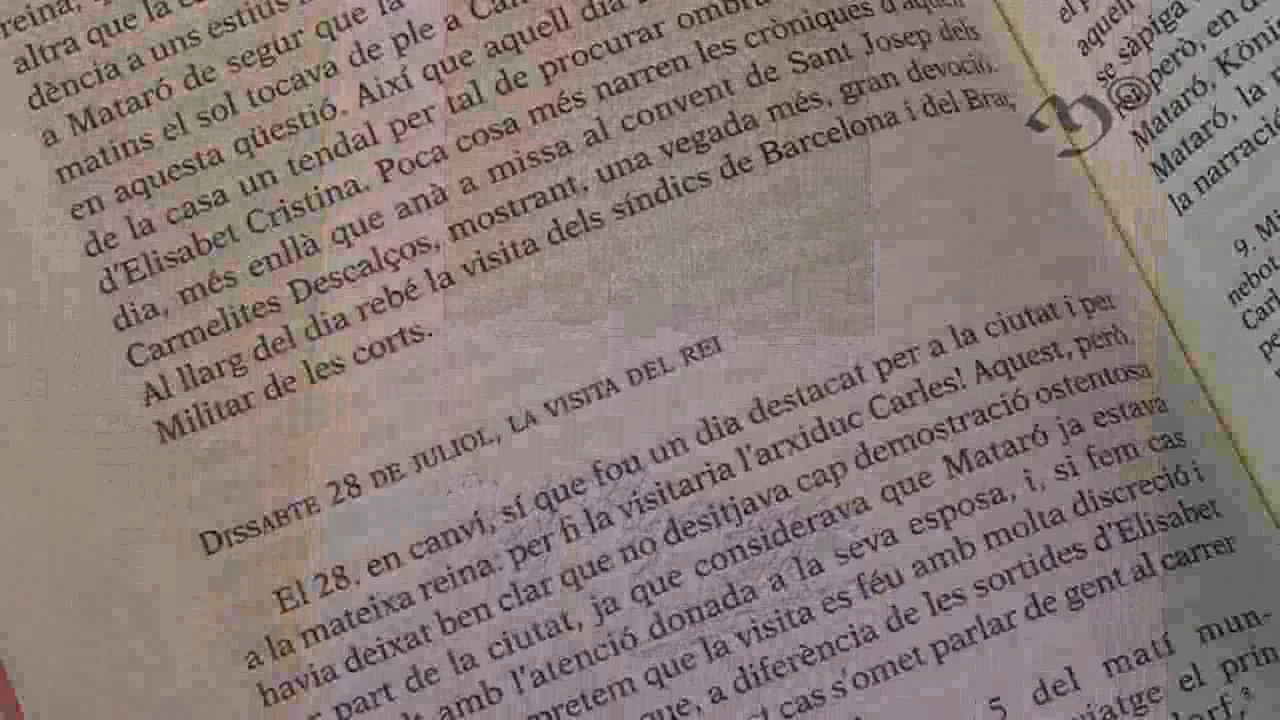 reina,
altra que la
dència a uns estius
a Mataró de segur que la
matins el sol tocava de ple a
en aquesta qüestió. Així que aquell dia
de la casa un tendal per tal de procurar
d'Elisabet Cristina. Poca cosa més narren les cròniques d'aquell
dia, més enllà que anà a missa al convent de Sant Josep dels
Carmelites Descalços, mostrant, una vegada més, gran devoció.
Al llarg del dia rebé la visita dels síndics de Barcelona i del Braç
Militar de les corts.
DISSABTE 28 DE JULIOL, LA VISITA DEL REI
El 28, en canvi, sí que fou un dia destacat per a la ciutat i per
a la mateixa reina: per fi la visitaria l'arxiduc Carles! Aquest, però,
havia deixat ben clar que no desitjava cap demostració ostentosa
part de la ciutat, ja que considerava que Mataró ja estava
amb l'atenció donada a la seva esposa, i, si fem cas
que la visita es féu amb molta discreció i
que, a diferència de les sortides d'Elisabet
cas s'omet parlar de gent al carrer
5 del matí mun-
el prín
aquell
se sàpiga
però, en
Mataró,
Mataró, la
la narració
9.
nebot